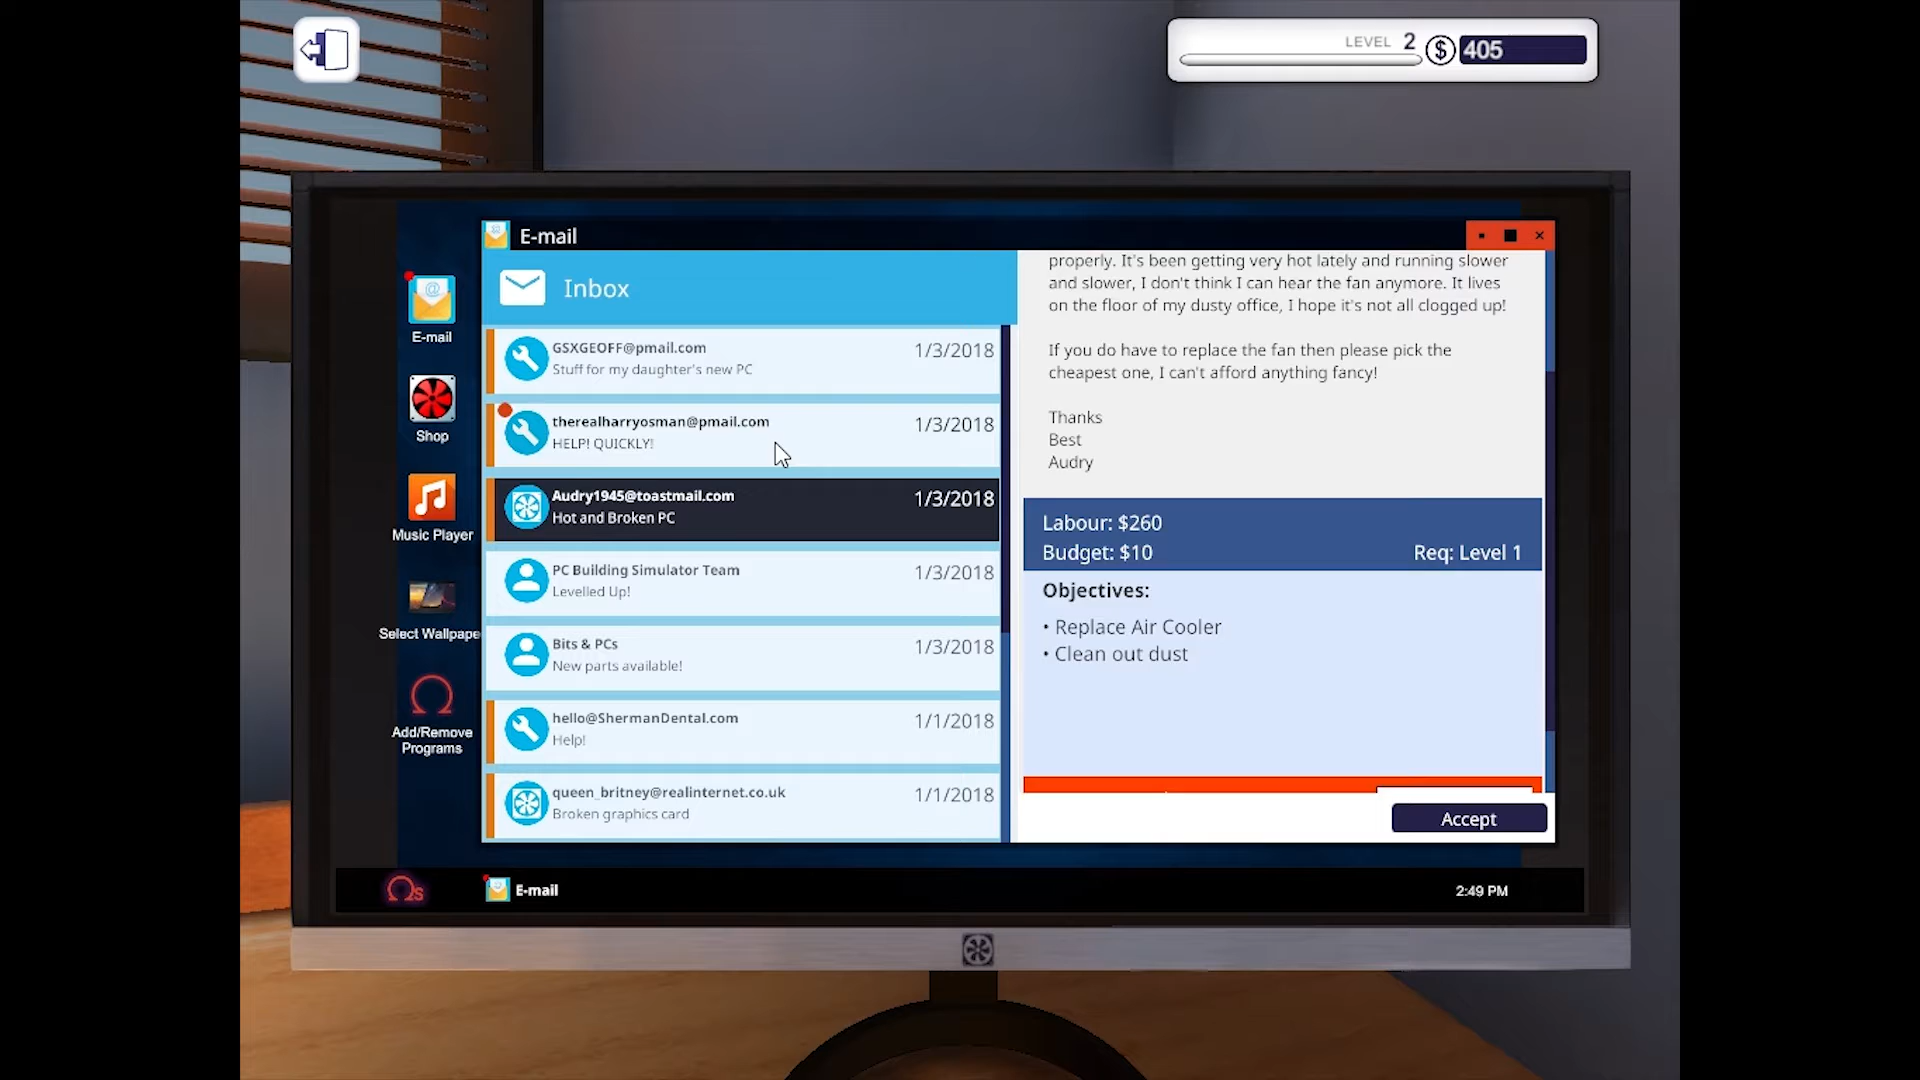 LEVEL 2
$ 405
E-mail
Inbox
E-mail
Shop
Music Player
Select Wallpape
Add/Remove
Programs
GSXGEOFF@pmail.com
1/3/2018
Stuff for my daughter's new PC
therealharryosman@pmail.com
1/3/2018
HELP! QUICKLY!
Audry1945@toastmail.com
1/3/2018
Hot and Broken PC
PC Building Simulator Team
1/3/2018
Levelled Up!
Bits & PCs
1/3/2018
New parts available!
hello@ShermanDental.com
1/1/2018
Help!
queen_britney@realinternet.co.uk
1/1/2018
Broken graphics card
properly. It's been getting very hot lately and running slower
and slower, I don't think I can hear the fan anymore. It lives
on the floor of my dusty office, I hope it's not all clogged up!
If you do have to replace the fan then please pick the
cheapest one, I can't afford anything fancy!
Thanks
Best
Audry
Labour: $260
Budget: $10
Req: Level 1
Objectives:
• Replace Air Cooler
• Clean out dust
Accept
Ωs
E-mail
2:49 PM